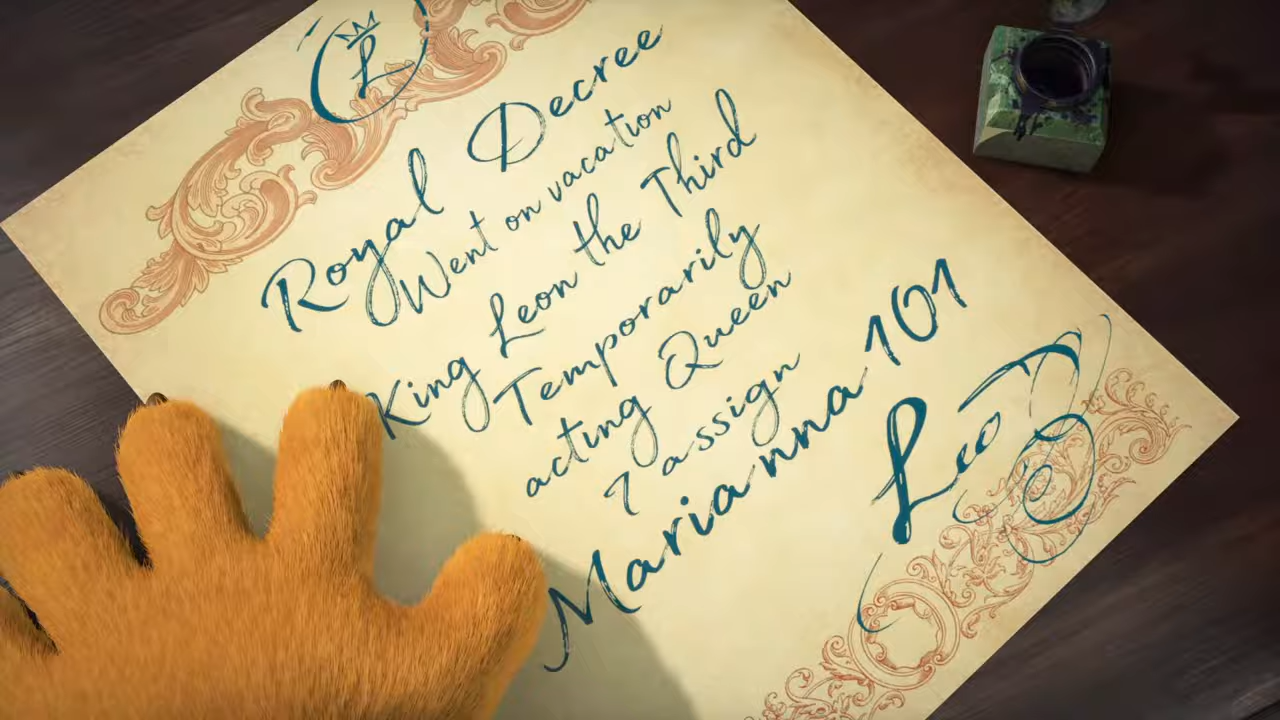 L
Royal Decree
Went on vacation
King Leon the Third
Temporarily
acting Queen
I assign
Marianna 101
Leo